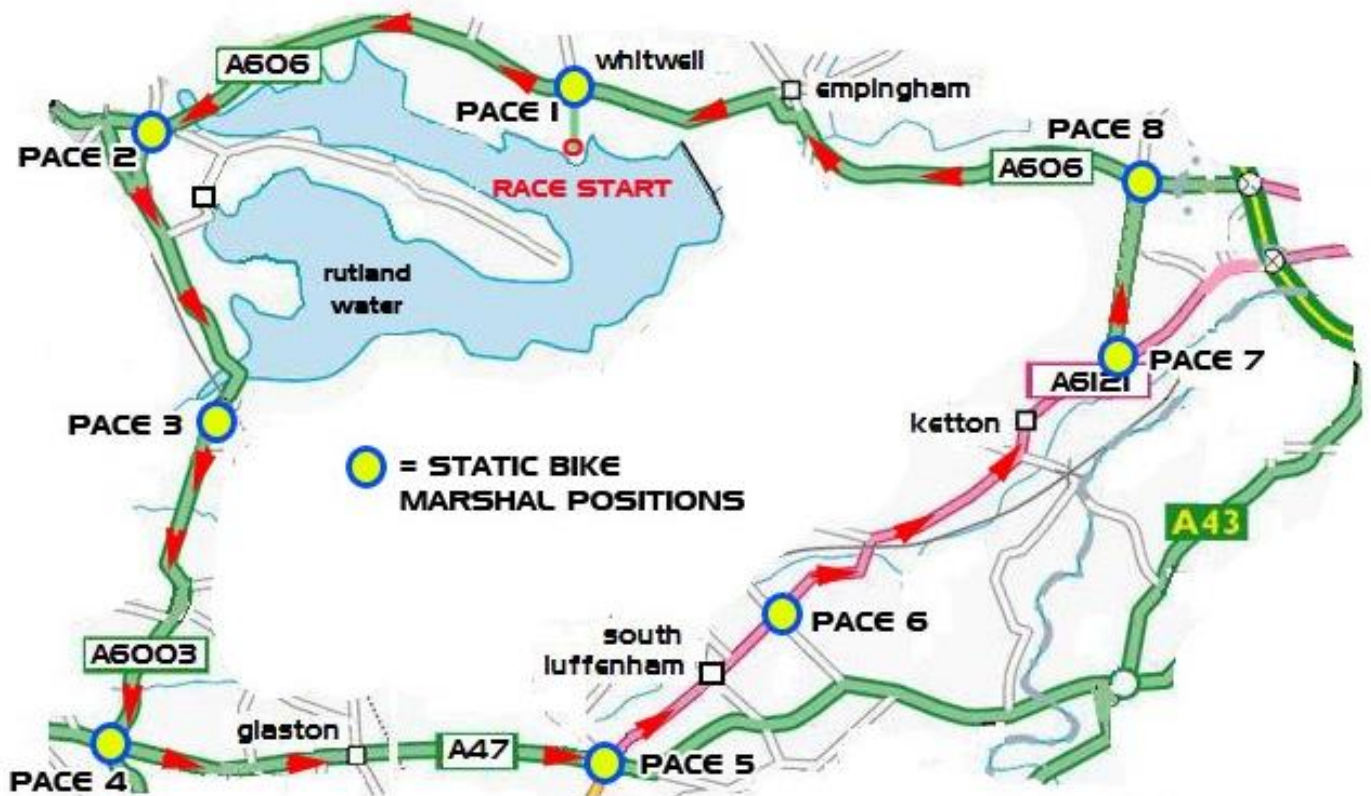 A606
whitwell
PACE 1
empingham
PACE 8
PACE 2
A606
RACE START
rutland
water
PACE 7
A6121
ketton
PACE 3
= STATIC BIKE
MARSHAL POSITIONS
A43
PACE 6
south
luffenham
A6003
glaston
A47
PACE 5
PACE 4